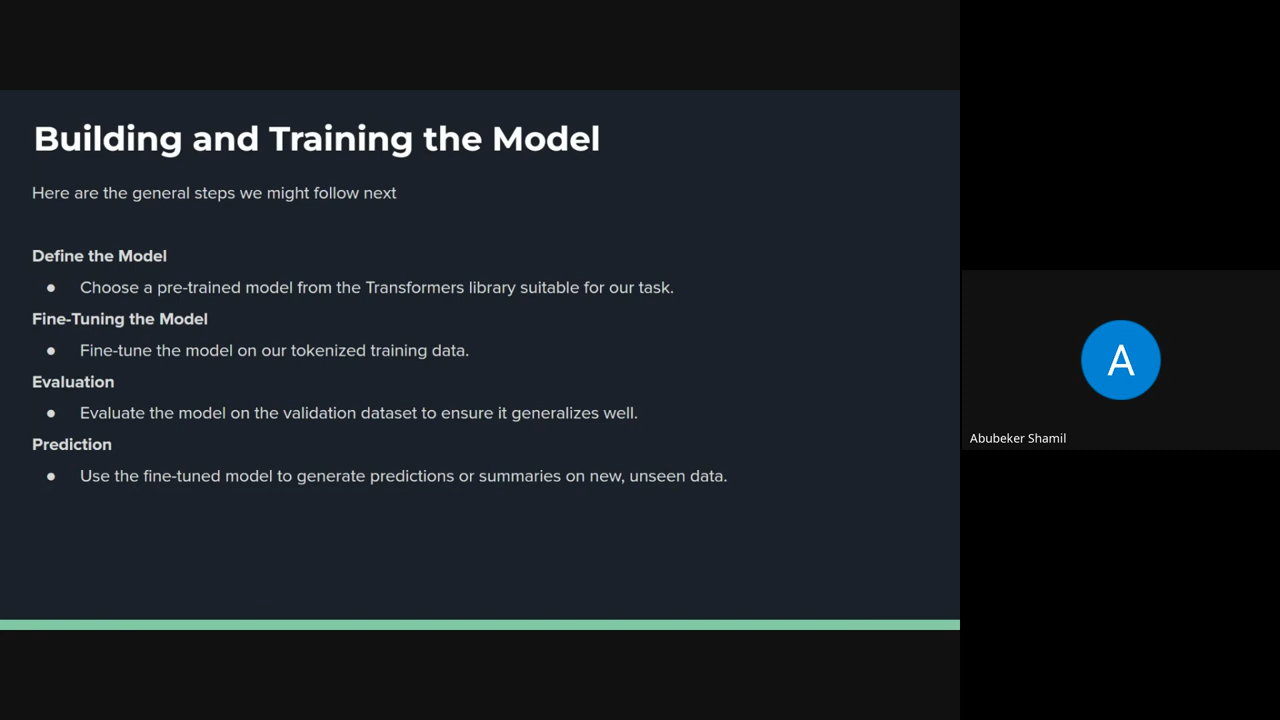 Building and Training the Model
Here are the general steps we might follow next
Define the Model
● Choose a pre-trained model from the Transformers library suitable for our task.
Fine-Tuning the Model
● Fine-tune the model on our tokenized training data.
Evaluation
● Evaluate the model on the validation dataset to ensure it generalizes well.
Prediction
● Use the fine-tuned model to generate predictions or summaries on new, unseen data.
A
Abubeker Shamil